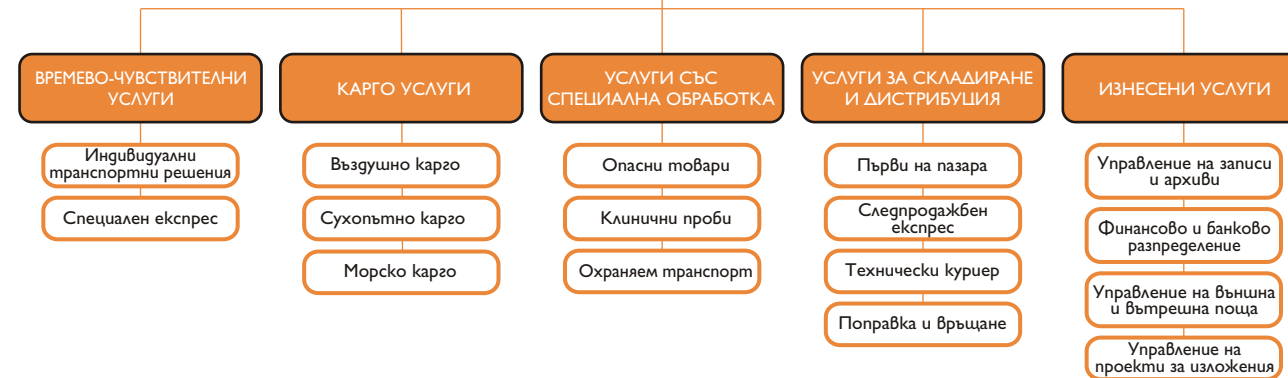 ВРЕМЕВО-ЧУВСТВИТЕЛНИ
УСЛУГИ
Индивидуални
транспортни решения
Специален експрес
КАРГО УСЛУГИ
Въздушно карго
Сухопътно карго
Морско карго
УСЛУГИ СЪС
СПЕЦИАЛНА ОБРАБОТКА
Опасни товари
Клинични проби
Охраняем транспорт
УСЛУГИ ЗА СКЛАДИРАНЕ
И ДИСТРИБУЦИЯ
Първи на пазара
Следпродажбен
експрес
Технически куриер
Поправка и връщане
ИЗНЕСЕНИ УСЛУГИ
Управление на записи
и архиви
Финансово и банково
разпределение
Управление на външна
и вътрешна поща
Управление на
проекти за изложения